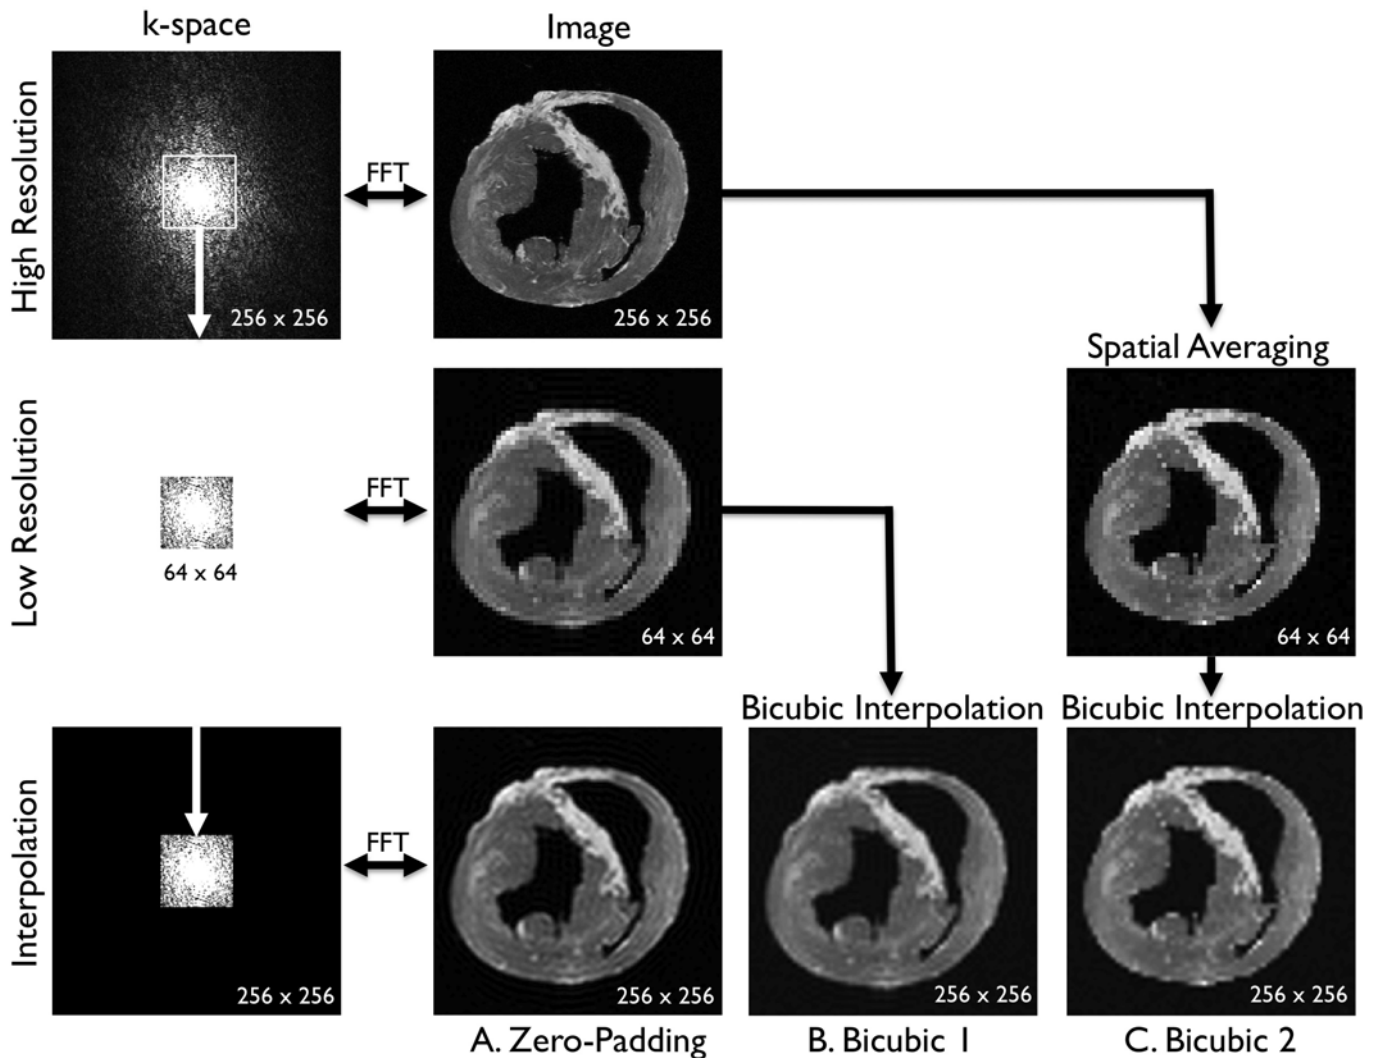 k-space
Image
High Resolution
FFT
256 x 256
256 x 256
Spatial Averaging
Low Resolution
FFT
64 x 64
64 x 64
64 x 64
Bicubic Interpolation
Bicubic Interpolation
Interpolation
FFT
256 x 256
256 x 256
256 x 256
256 x 256
A. Zero-Padding
B. Bicubic 1
C. Bicubic 2